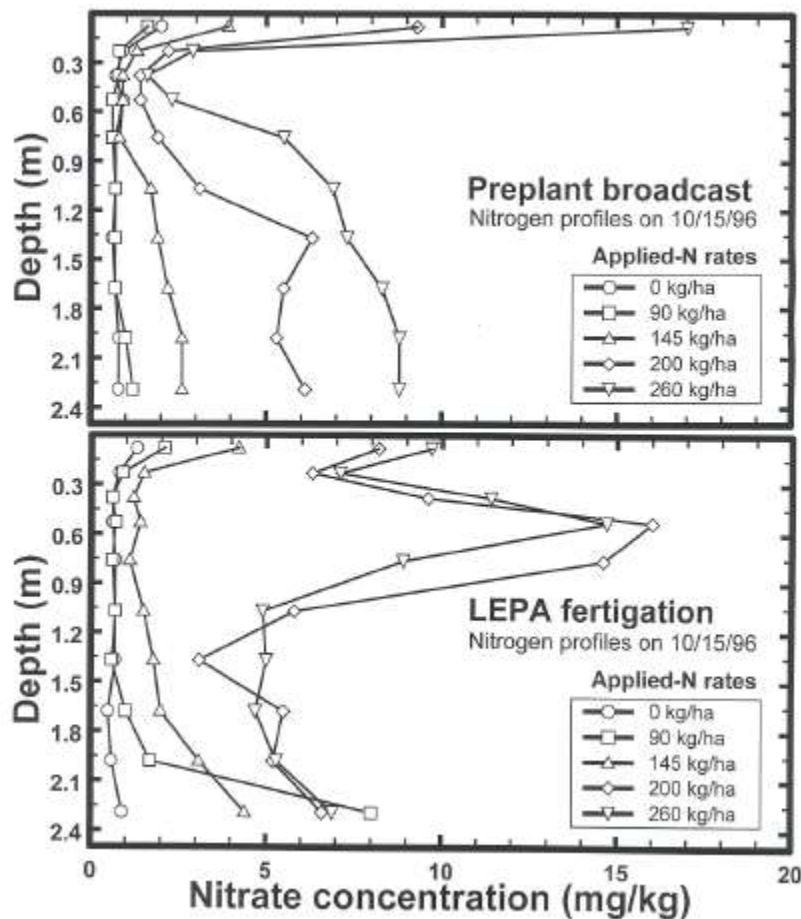 0.3
0.6
0.9
1.2
1.5
1.8
2.1
2.4
Depth (m)
Preplant broadcast
Nitrogen profiles on 10/15/96
Applied-N rates
0 kg/ha
90 kg/ha
145 kg/ha
200 kg/ha
260 kg/ha
0.3
0.6
0.9
1.2
1.5
1.8
2.1
2.4
Depth (m)
LEPA fertigation
Nitrogen profiles on 10/15/96
Applied-N rates
0 kg/ha
90 kg/ha
145 kg/ha
200 kg/ha
260 kg/ha
0 5 10 15 20
Nitrate concentration (mg/kg)